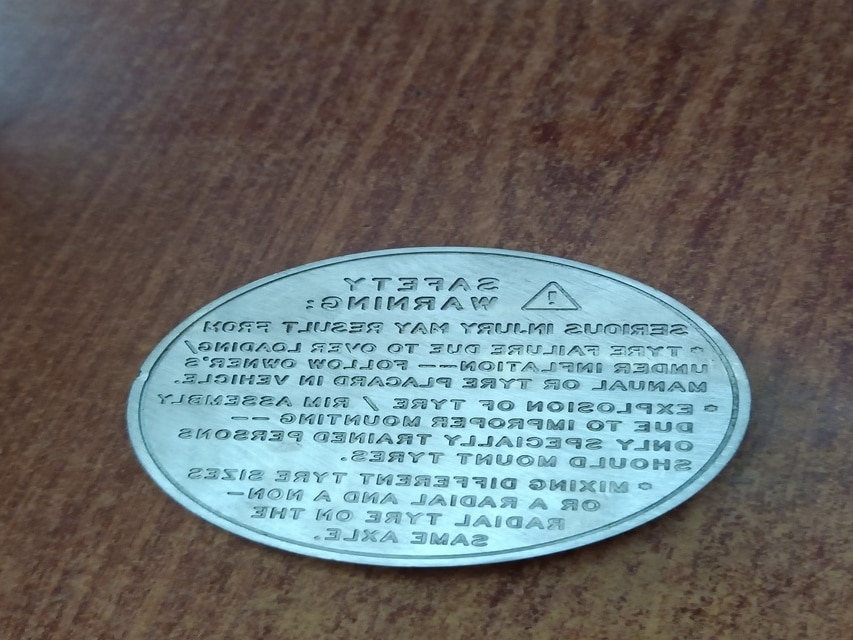 SAFETY
WARNING:
SERIOUS INJURY MAY RESULT FROM
* TYRE FAILURE DUE TO OVER LOADING/
UNDER INFLATION-- FOLLOW OWNER'S
MANUAL OR TYRE PLACARD IN VEHICLE.
* EXPLOSION OF TYRE / RIM ASSEMBLY
DUE TO IMPROPER MOUNTING --
ONLY SPECIALLY TRAINED PERSONS
SHOULD MOUNT TYRES.
* MIXING DIFFERENT TYRE SIZES
OR A RADIAL AND A NON-
RADIAL TYRE ON THE
SAME AXLE.